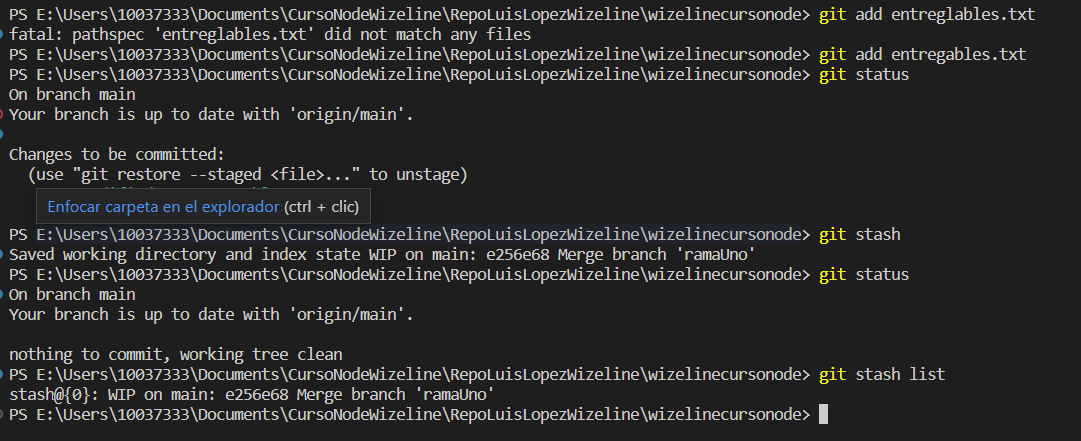 PS E:\Users\10037333\Documents\CursoNodeWizeline\RepoLuisLopezWizeline\wizelinecursonode> git add entreglables.txt
fatal: pathspec 'entreglables.txt' did not match any files
PS E:\Users\10037333\Documents\CursoNodeWizeline\RepoLuisLopezWizeline\wizelinecursonode> git add entregables.txt
PS E:\Users\10037333\Documents\CursoNodeWizeline\RepoLuisLopezWizeline\wizelinecursonode> git status
On branch main
Your branch is up to date with 'origin/main'.
Changes to be committed:
(use "git restore --staged <file>..." to unstage)
Enfocar carpeta en el explorador (ctrl + clic)
PS E:\Users\10037333\Documents\CursoNodeWizeline\RepoLuisLopezWizeline\wizelinecursonode> git stash
Saved working directory and index state WIP on main: e256e68 Merge branch 'ramaUno'
PS E:\Users\10037333\Documents\CursoNodeWizeline\RepoLuisLopezWizeline\wizelinecursonode> git status
On branch main
Your branch is up to date with 'origin/main'.
nothing to commit, working tree clean
PS E:\Users\10037333\Documents\CursoNodeWizeline\RepoLuisLopezWizeline\wizelinecursonode> git stash list
stash@{0}: WIP on main: e256e68 Merge branch 'ramaUno'
PS E:\Users\10037333\Documents\CursoNodeWizeline\RepoLuisLopezWizeline\wizelinecursonode>